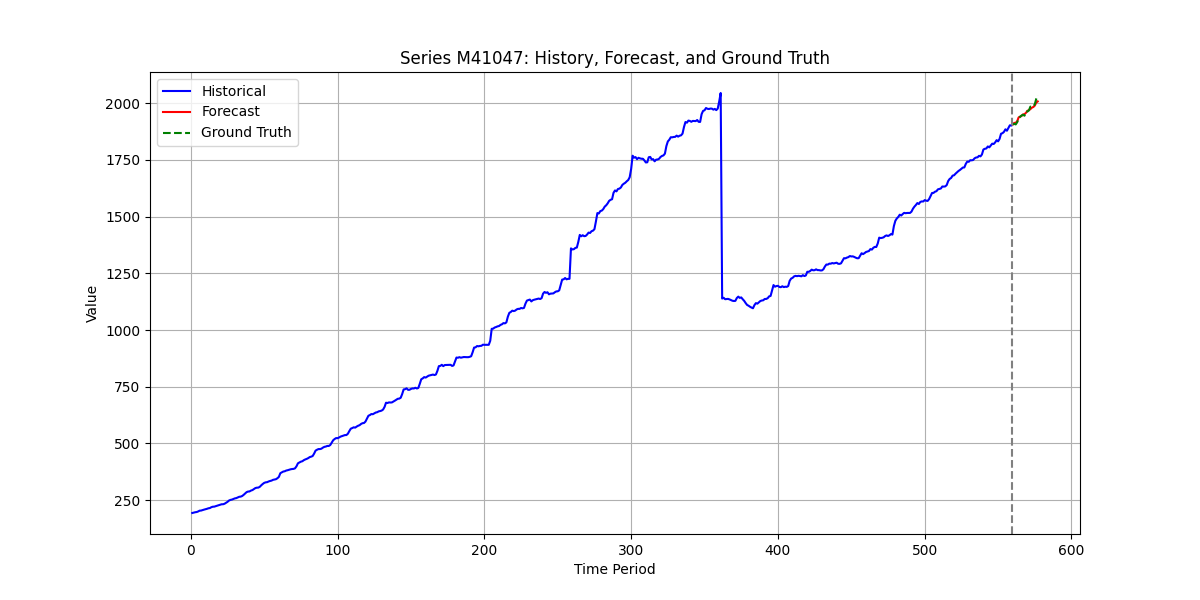 Series M41047: History, Forecast, and Ground Truth
Historical
Forecast
Ground Truth
Value
2000
1750
1500
1250
1000
750
500
250
0
100
200
300
400
500
600
Time Period